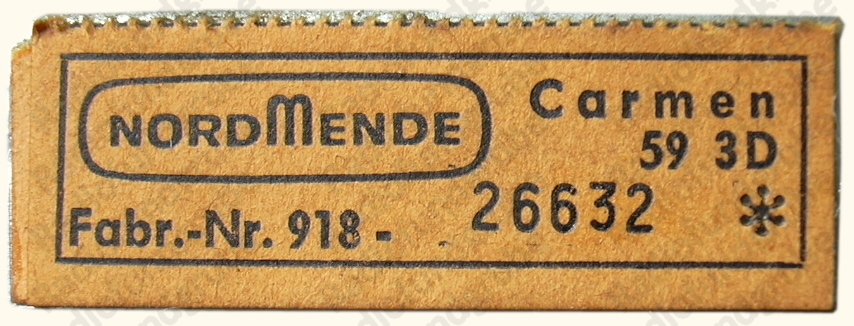 NORDMENDE
Carmen
59 3D
Fabr.-Nr. 918 - 26632 *